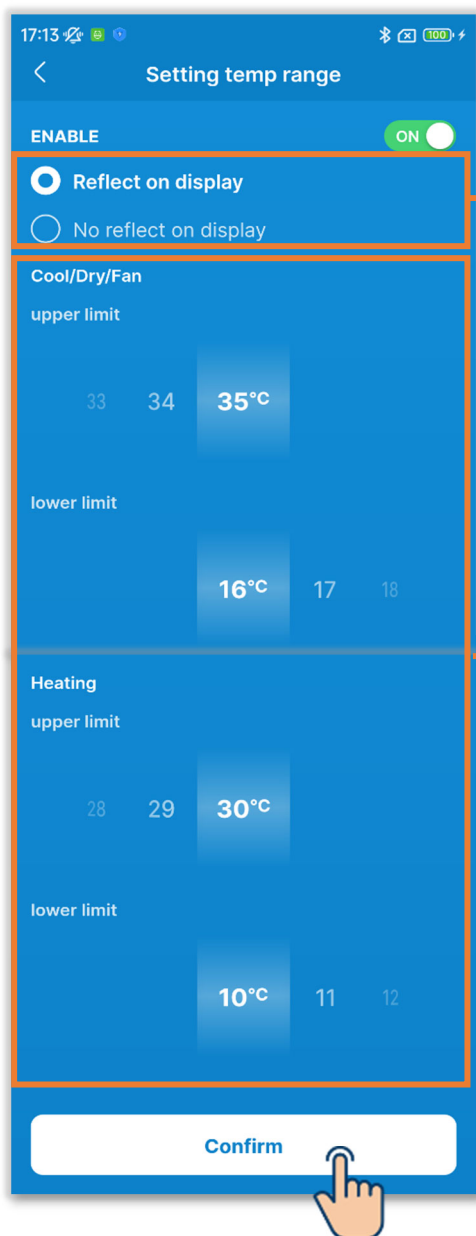 17:13 100
Setting temp range
ENABLE ON
Reflect on display
No reflect on display
Cool/Dry/Fan
upper limit
33 34 35°C
lower limit
16°C 17 18
Heating
upper limit
28 29 30°C
lower limit
10°C 11 12
Confirm